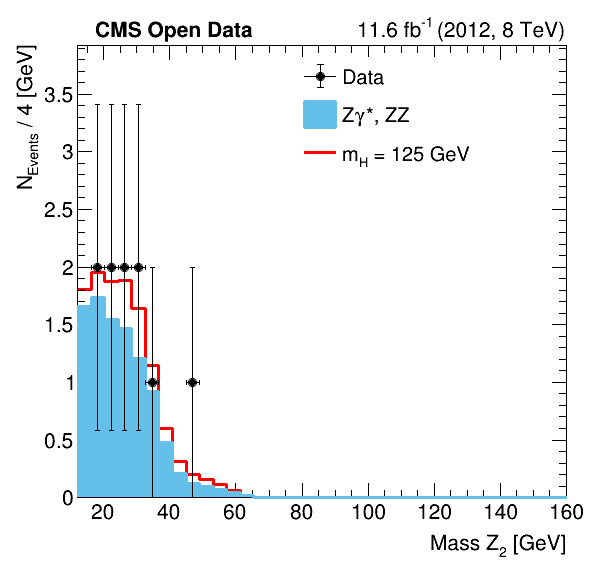 CMS Open Data 11.6 fb⁻¹ (2012, 8 TeV)
Data
Zγ*, ZZ
m_H = 125 GeV
N_Events / 4 [GeV]
3.5
3
2.5
2
1.5
1
0.5
0
20 40 60 80 100 120 140 160
Mass Z₂ [GeV]